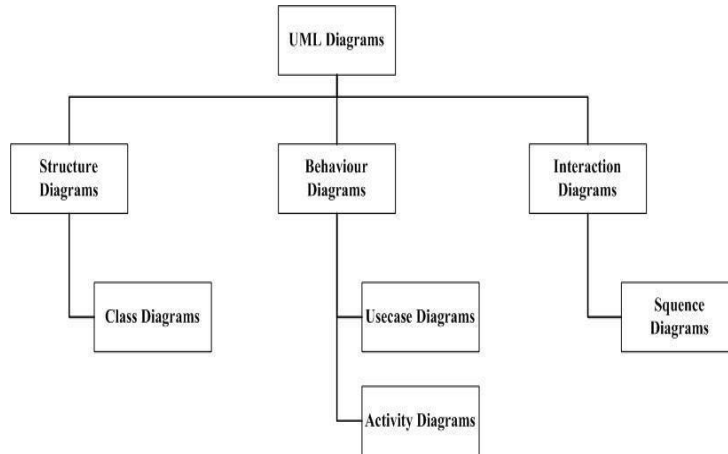 UML Diagrams
Structure
Diagrams
Behaviour
Diagrams
Interaction
Diagrams
Class Diagrams
Usecase Diagrams
Squence
Diagrams
Activity Diagrams